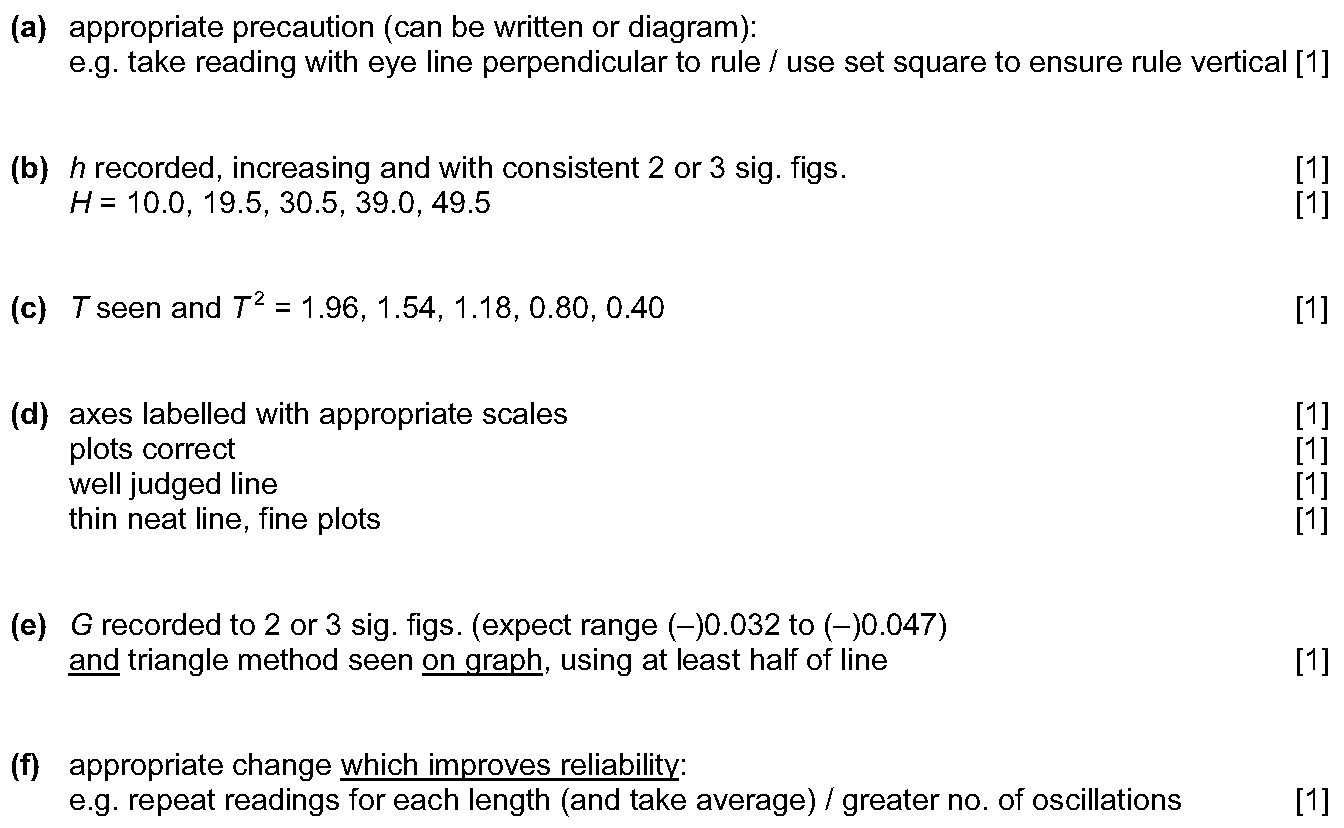 (a) appropriate precaution (can be written or diagram):
e.g. take reading with eye line perpendicular to rule / use set square to ensure rule vertical [1]
(b) h recorded, increasing and with consistent 2 or 3 sig. figs. [1]
H = 10.0, 19.5, 30.5, 39.0, 49.5 [1]
(c) T seen and T² = 1.96, 1.54, 1.18, 0.80, 0.40 [1]
(d) axes labelled with appropriate scales [1]
plots correct [1]
well judged line [1]
thin neat line, fine plots [1]
(e) G recorded to 2 or 3 sig. figs. (expect range (–)0.032 to (–)0.047)
and triangle method seen on graph, using at least half of line [1]
(f) appropriate change which improves reliability:
e.g. repeat readings for each length (and take average) / greater no. of oscillations [1]